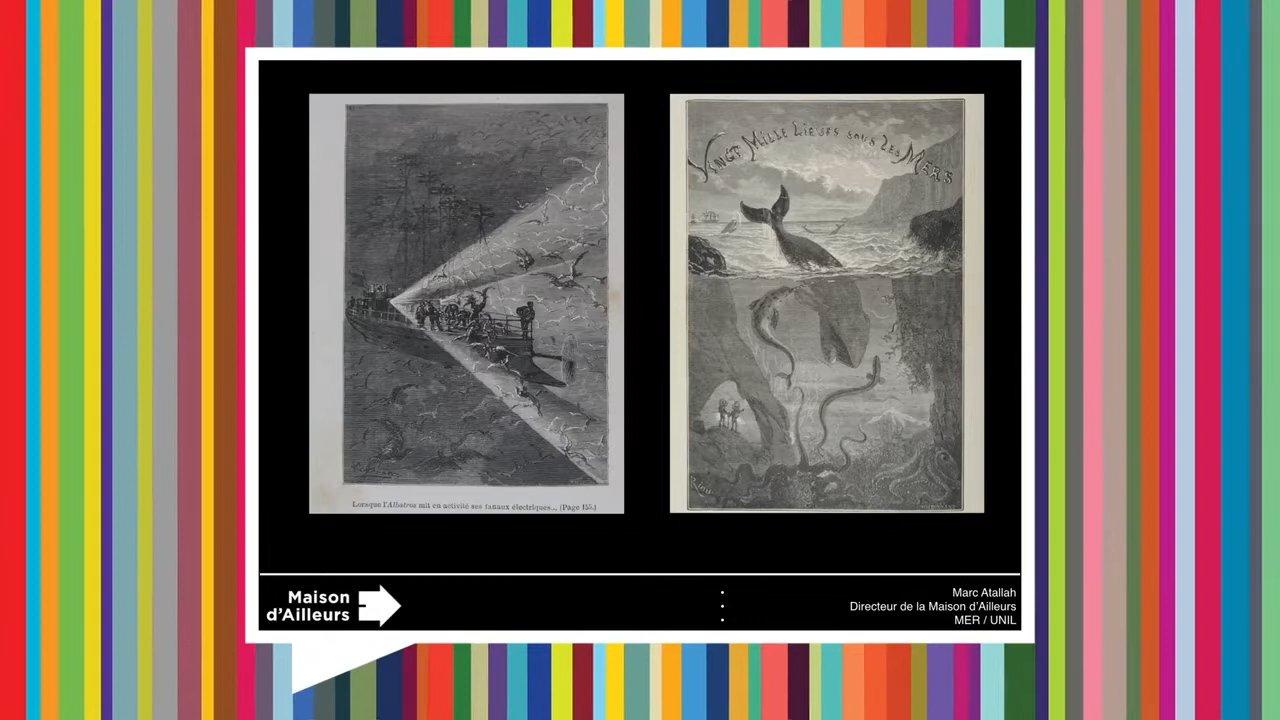 Lorsque l'Albatros mit en activité ses fanaux électriques... (Page 155.)
VINGT MILLE LIEUES SOUS LES MERS
RIOU
Maison
d'Ailleurs
Marc Atallah
Directeur de la Maison d'Ailleurs
MER / UNIL